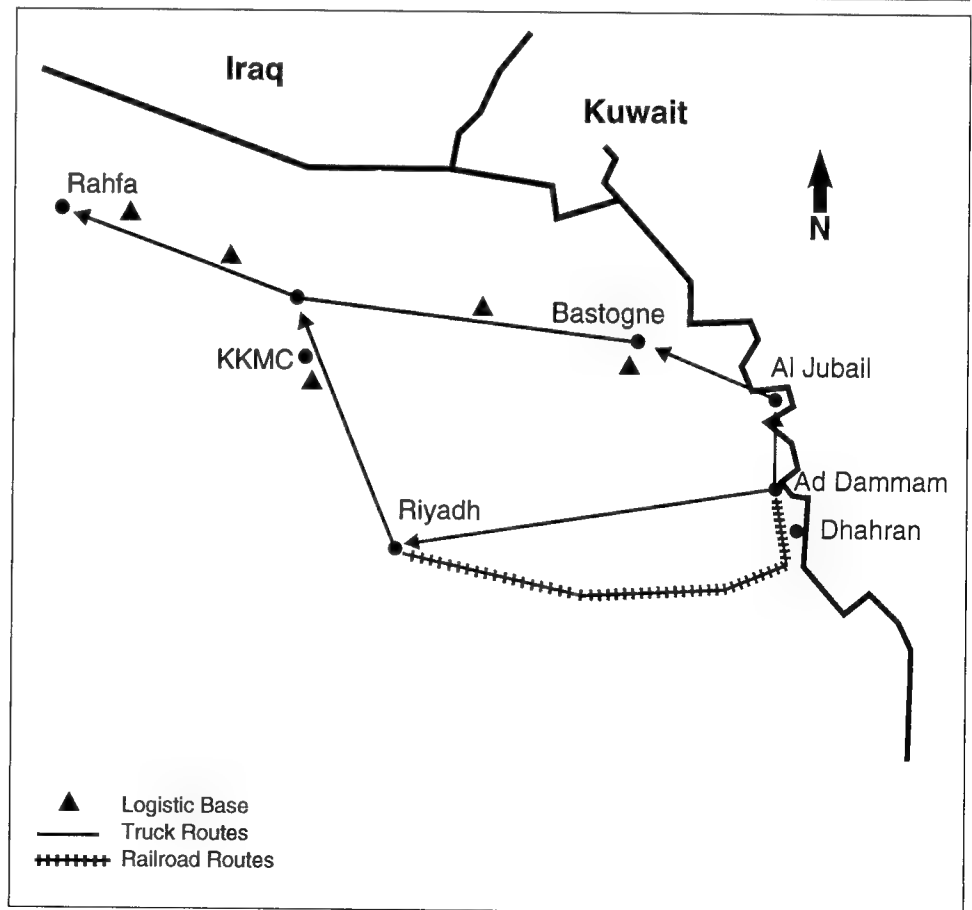 Iraq
Kuwait
Rahfa
N
Bastogne
KKMC
Al Jubail
Riyadh
Ad Dammam
Dhahran
Logistic Base
Truck Routes
Railroad Routes